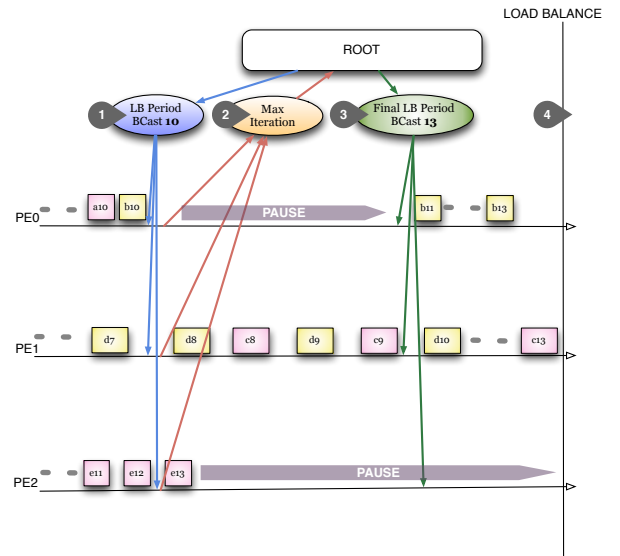 LOAD BALANCE
ROOT
1
LB Period
BCast 10
2
Max
Iteration
3
Final LB Period
BCast 13
4
PE0
a10
b10
PAUSE
b11
b13
PE1
d7
d8
c8
d9
c9
d10
c13
PE2
e11
e12
e13
PAUSE